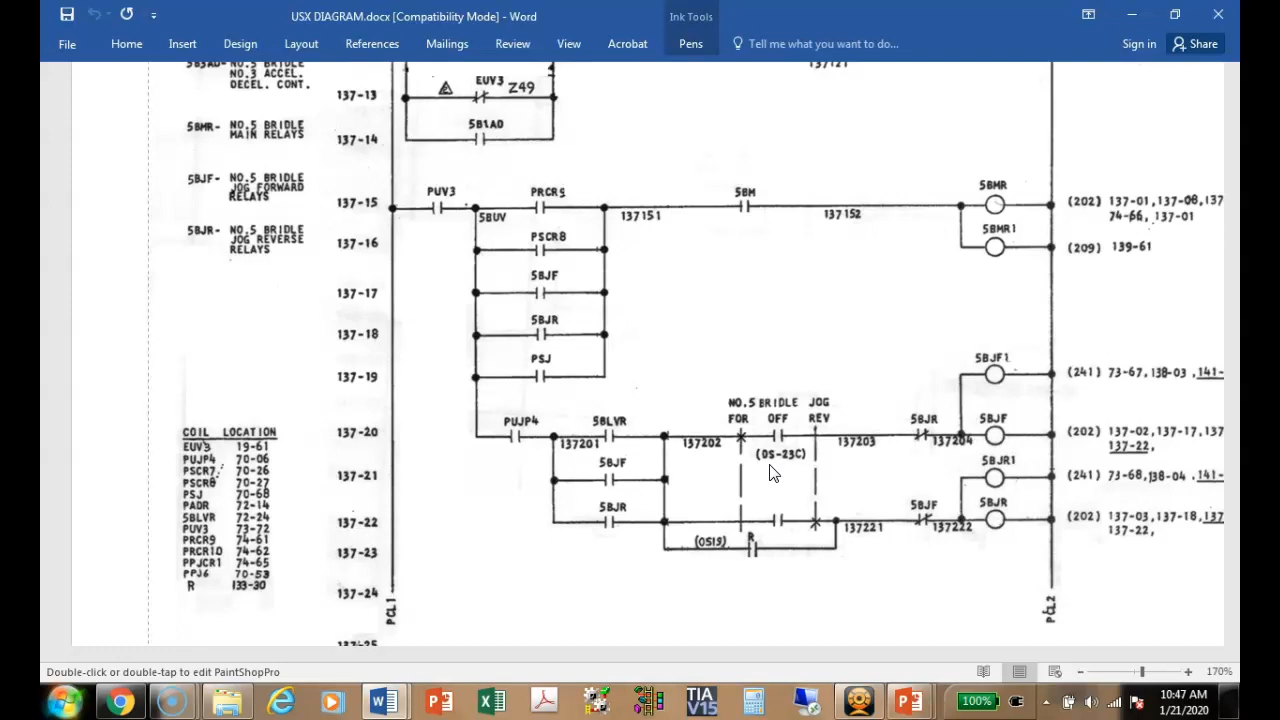 USX DIAGRAM.docx [Compatibility Mode] - Word
Ink Tools
File Home Insert Design Layout References Mailings Review View Acrobat Pens Tell me what you want to do... Sign in Share
5B3AD- NO.5 BRIDLE
NO.3 ACCEL.
DECEL. CONT.
137121
137-13
EUV3 Z49
5BMR- NO.5 BRIDLE
MAIN RELAYS
137-14
5B1AD
5BJF- NO.5 BRIDLE
JOG FORWARD
RELAYS
137-15
PUV3
5BUV
PRCR9
137151
5BM
137152
5BMR
(202) 137-01, 137-08, 137
74-66, 137-01
5BJR- NO.5 BRIDLE
JOG REVERSE
RELAYS
137-16
PSCR8
5BMR1
(209) 139-61
137-17
5BJF
137-18
5BJR
137-19
PSJ
5BJF1
(241) 73-67, 138-03 , 141-
NO.5 BRIDLE JOG
FOR OFF REV
137-20
PUJP4
137201
5BLVR
137202
(OS-23C)
137203
5BJR
137204
5BJF
(202) 137-02, 137-17, 137
137-22,
137-21
5BJF
5BJR1
(241) 73-68, 138-04 , 141-
137-22
5BJR
137221
5BJF
137222
5BJR
(202) 137-03, 137-18, 137
137-22,
137-23
(OS19) R
137-24
PCL1
PCL2
137-25
COIL LOCATION
EUV3 19-61
PUJP4 70-06
PSCR7 70-26
PSCR8 70-27
PSJ 70-68
PADR 72-14
5BLVR 72-24
PUV3 73-72
PRCR9 74-61
PRCR10 74-62
PPJCR1 74-65
PPJ6 70-53
R 133-30
Double-click or double-tap to edit PaintShopPro
170%
TIA
V15
100%
10:47 AM
1/21/2020